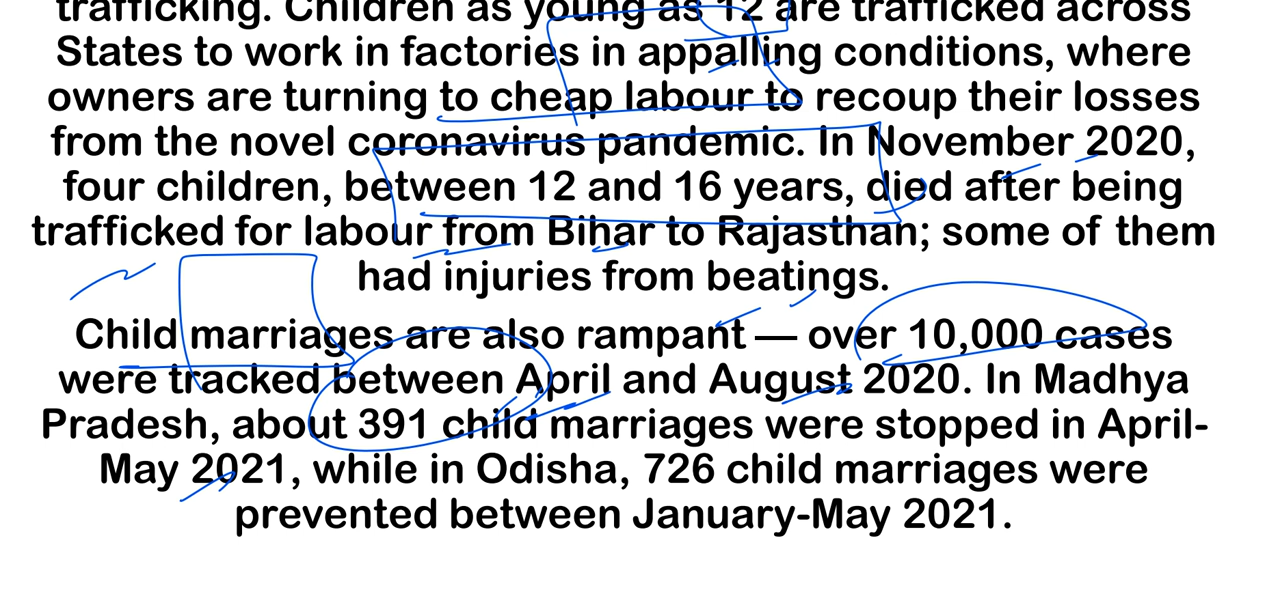 trafficking. Children as young as 12 are trafficked across
States to work in factories in appalling conditions, where
owners are turning to cheap labour to recoup their losses
from the novel coronavirus pandemic. In November 2020,
four children, between 12 and 16 years, died after being
trafficked for labour from Bihar to Rajasthan; some of them
had injuries from beatings.
Child marriages are also rampant — over 10,000 cases
were tracked between April and August 2020. In Madhya
Pradesh, about 391 child marriages were stopped in April-
May 2021, while in Odisha, 726 child marriages were
prevented between January-May 2021.